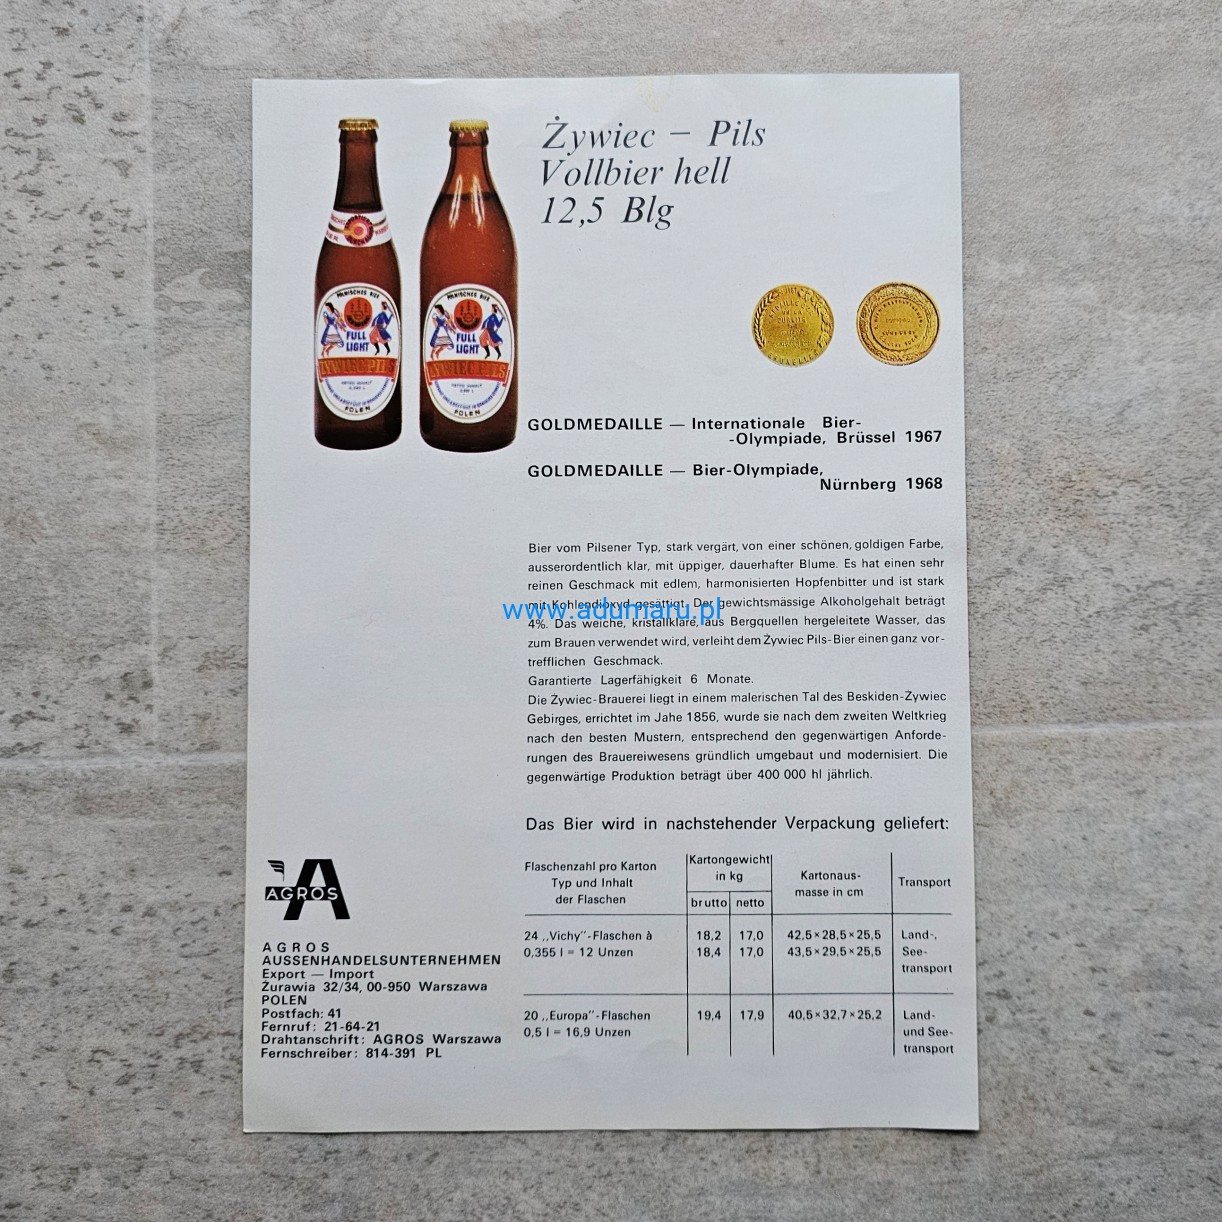 Żywiec – Pils
Vollbier hell
12,5 Blg
FULL
LIGHT
ŻYWIEC PILS
POLEN
FULL
LIGHT
ŻYWIEC PILS
POLEN
GOLDMEDAILLE — Internationale Bier-
-Olympiade, Brüssel 1967
GOLDMEDAILLE — Bier-Olympiade,
Nürnberg 1968
Bier vom Pilsener Typ, stark vergärt, von einer schönen, goldigen Farbe,
ausserordentlich klar, mit üppiger, dauerhafter Blume. Es hat einen sehr
reinen Geschmack mit edlem, harmonisierten Hopfenbitter und ist stark
mit Kohlendioxyd gesättigt. Der gewichtsmässige Alkoholgehalt beträgt
www.adumaru.pl
4%. Das weiche, kristallklare, aus Bergquellen hergeleitete Wasser, das
zum Brauen verwendet wird, verleiht dem Żywiec Pils-Bier einen ganz vor-
trefflichen Geschmack.
Garantierte Lagerfähigkeit 6 Monate.
Die Żywiec-Brauerei liegt in einem malerischen Tal des Beskiden-Żywiec
Gebirges, errichtet im Jahe 1856, wurde sie nach dem zweiten Weltkrieg
nach den besten Mustern, entsprechend den gegenwärtigen Anforde-
rungen des Brauereiwesens gründlich umgebaut und modernisiert. Die
gegenwärtige Produktion beträgt über 400 000 hl jährlich.
Das Bier wird in nachstehender Verpackung geliefert:
Flaschenzahl pro Karton
Typ und Inhalt
der Flaschen
Kartongewicht
in kg
brutto netto
Kartonaus-
masse in cm
Transport
24 ,,Vichy''-Flaschen à 18,2 17,0 42,5×28,5×25,5 Land-,
0,355 l = 12 Unzen 18,4 17,0 43,5×29,5×25,5 See-
transport
20 ,,Europa''-Flaschen 19,4 17,9 40,5×32,7×25,2 Land-
0,5 l = 16,9 Unzen und See-
transport
AGROS
AGROS
AUSSENHANDELSUNTERNEHMEN
Export — Import
Żurawia 32/34, 00-950 Warszawa
POLEN
Postfach: 41
Fernruf: 21-64-21
Drahtanschrift: AGROS Warszawa
Fernschreiber: 814-391 PL